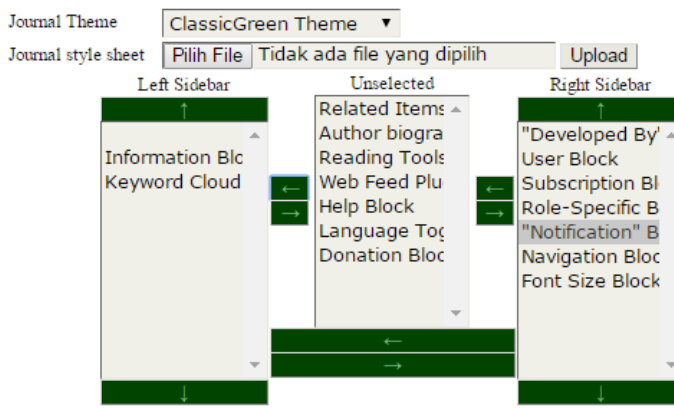 Journal Theme ClassicGreen Theme
Journal style sheet Pilih File Tidak ada file yang dipilih Upload
Left Sidebar Unselected Right Sidebar
↑ ↑
Information Blo
Keyword Cloud
← →
Related Items
Author biogra
Reading Tools
Web Feed Plu
Help Block
Language Tog
Donation Bloc
← →
"Developed By"
User Block
Subscription Bl
Role-Specific B
"Notification" B
Navigation Bloc
Font Size Block
←
→
↓ ↓